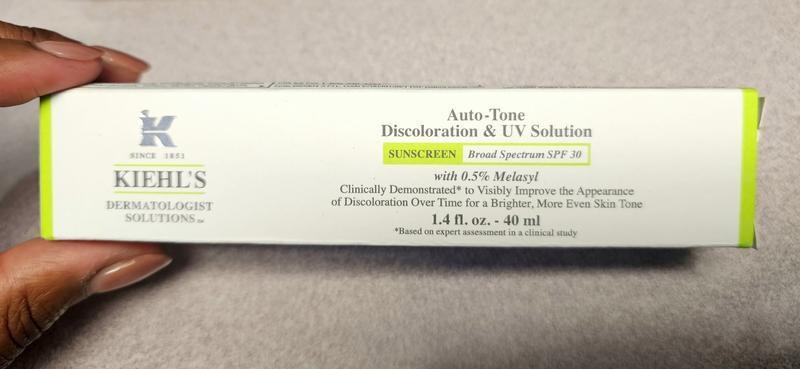 K
SINCE 1851
KIEHL'S
DERMATOLOGIST
SOLUTIONS™
Auto-Tone
Discoloration & UV Solution
SUNSCREEN Broad Spectrum SPF 30
with 0.5% Melasyl
Clinically Demonstrated* to Visibly Improve the Appearance
of Discoloration Over Time for a Brighter, More Even Skin Tone
1.4 fl. oz. - 40 ml
*Based on expert assessment in a clinical study